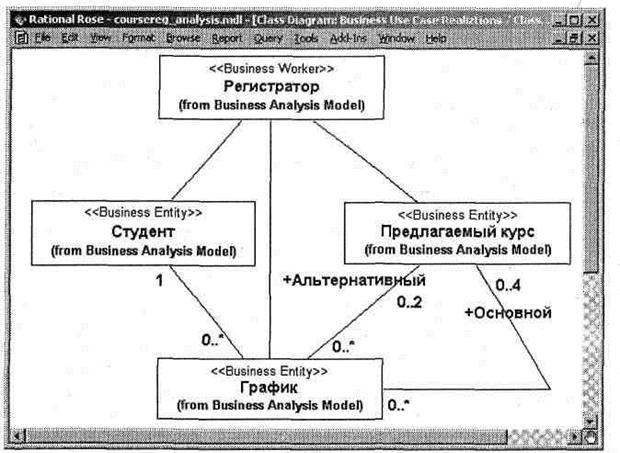 Rational Rose - coursereg_analysis.mdl - [Class Diagram: Business Use Case Realiztions / Class...
File Edit View Format Browse Report Query Tools Add-Ins Window Help
<<Business Worker>>
Регистратор
(from Business Analysis Model)
<<Business Entity>>
Студент
(from Business Analysis Model)
<<Business Entity>>
Предлагаемый курс
(from Business Analysis Model)
1
+Альтернативный
0..2
0..4
+Основной
0..*
0..*
<<Business Entity>>
График
(from Business Analysis Model)
0..*